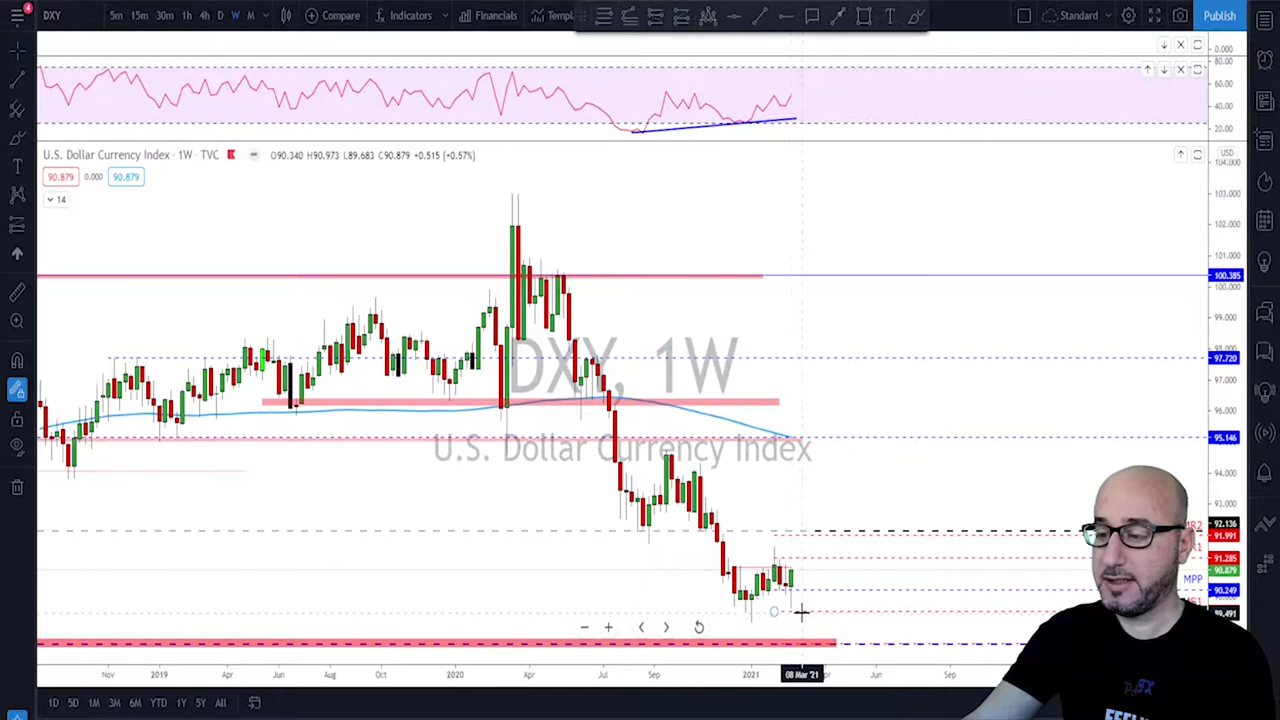 4
DXY
5m 15m 30m 1h 4h D W M
Compare
Indicators
Financials
Templ
Standard
Publish
0.000
80.00
60.00
40.00
20.00
U.S. Dollar Currency Index · 1W · TVC
O90.340 H90.973 L89.683 C90.879 +0.515 (+0.57%)
USD
90.879 0.000 90.879
14
104.000
103.000
102.000
101.000
100.385
100.000
99.000
98.000
97.720
97.000
96.000
95.146
94.000
93.000
DXY, 1W
U.S. Dollar Currency Index
MR2 92.136
91.991
91.285
90.879
MPP 90.249
89.491
Nov 2019 Apr Jun Aug Oct 2020 Apr Jul Sep 2021 08 Mar '21 Jun Sep
1D 5D 1M 3M 6M YTD 1Y 5Y All
FEELIN